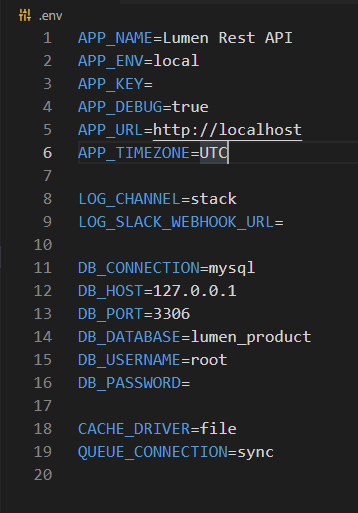 .env
1 APP_NAME=Lumen Rest API
2 APP_ENV=local
3 APP_KEY=
4 APP_DEBUG=true
5 APP_URL=http://localhost
6 APP_TIMEZONE=UTC
7
8 LOG_CHANNEL=stack
9 LOG_SLACK_WEBHOOK_URL=
10
11 DB_CONNECTION=mysql
12 DB_HOST=127.0.0.1
13 DB_PORT=3306
14 DB_DATABASE=lumen_product
15 DB_USERNAME=root
16 DB_PASSWORD=
17
18 CACHE_DRIVER=file
19 QUEUE_CONNECTION=sync
20